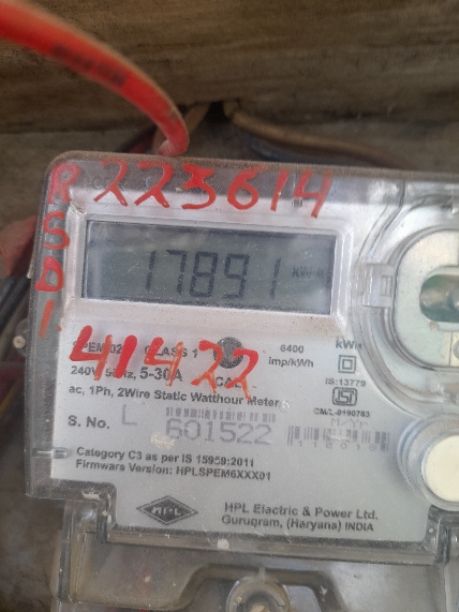 223614
RSD1.
17891 kWh
41422
CLASS 1
6400 imp/kWh
240V, 50Hz, 5-30A
IS:13779
ac, 1Ph, 2Wire Static Watthour Meter
S. No. L 601522
M/Yr
Category C3 as per IS 15959:2011
Firmware Version: HPLSPEM6XXX01
HPL
HPL Electric & Power Ltd.
Gurugram, (Haryana) INDIA